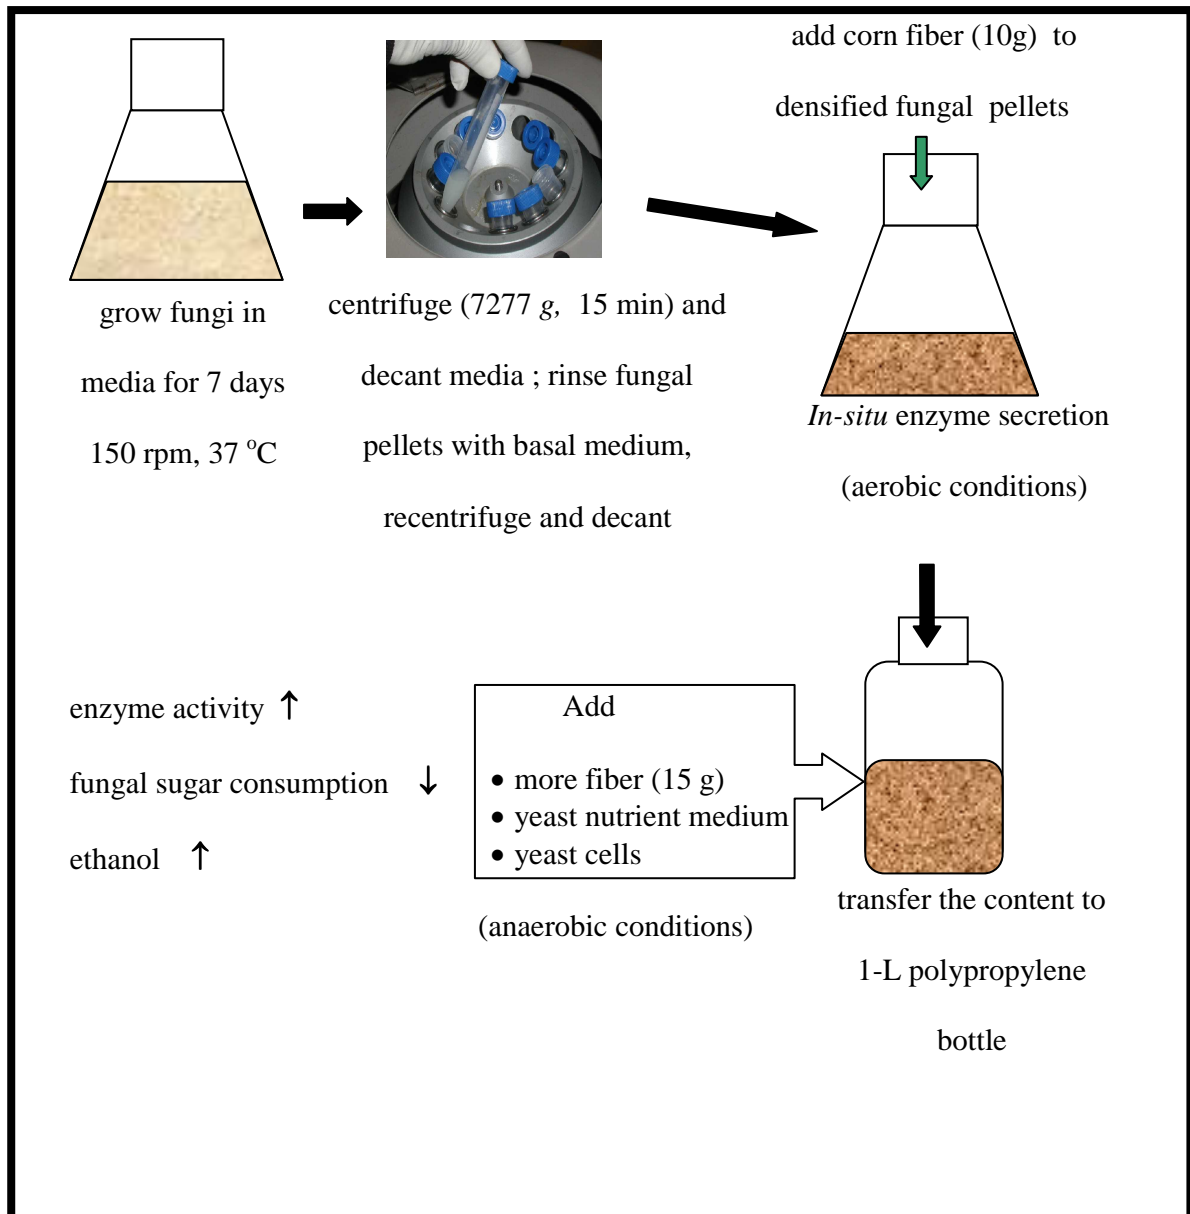 grow fungi in
media for 7 days
150 rpm, 37 °C
centrifuge (7277 g, 15 min) and
decant media ; rinse fungal
pellets with basal medium,
recentrifuge and decant
add corn fiber (10g) to
densified fungal pellets
In-situ enzyme secretion
(aerobic conditions)
transfer the content to
1-L polypropylene
bottle
Add
• more fiber (15 g)
• yeast nutrient medium
• yeast cells
(anaerobic conditions)
enzyme activity ↑
fungal sugar consumption ↓
ethanol ↑